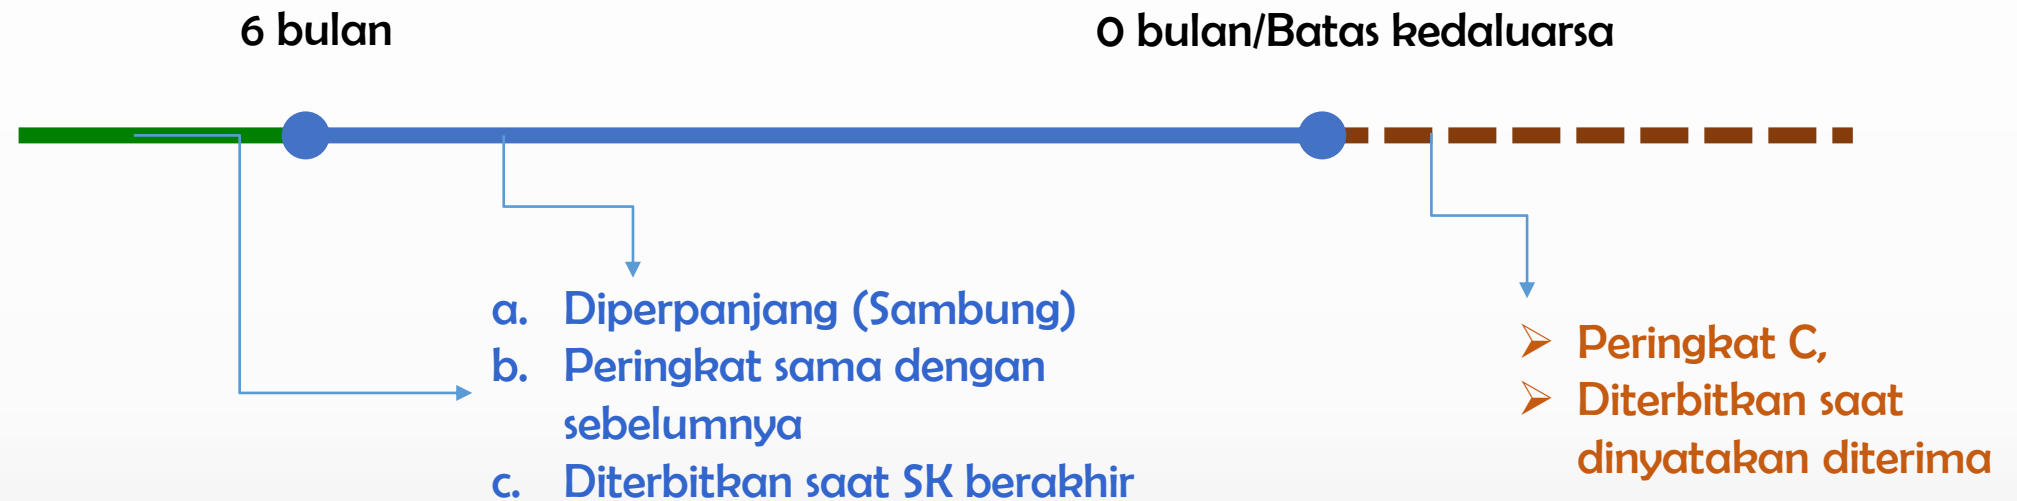 6 bulan
0 bulan/Batas kedaluarsa
a. Diperpanjang (Sambung)
b. Peringkat sama dengan
sebelumnya
c. Diterbitkan saat SK berakhir
➢ Peringkat C,
➢ Diterbitkan saat
dinyatakan diterima